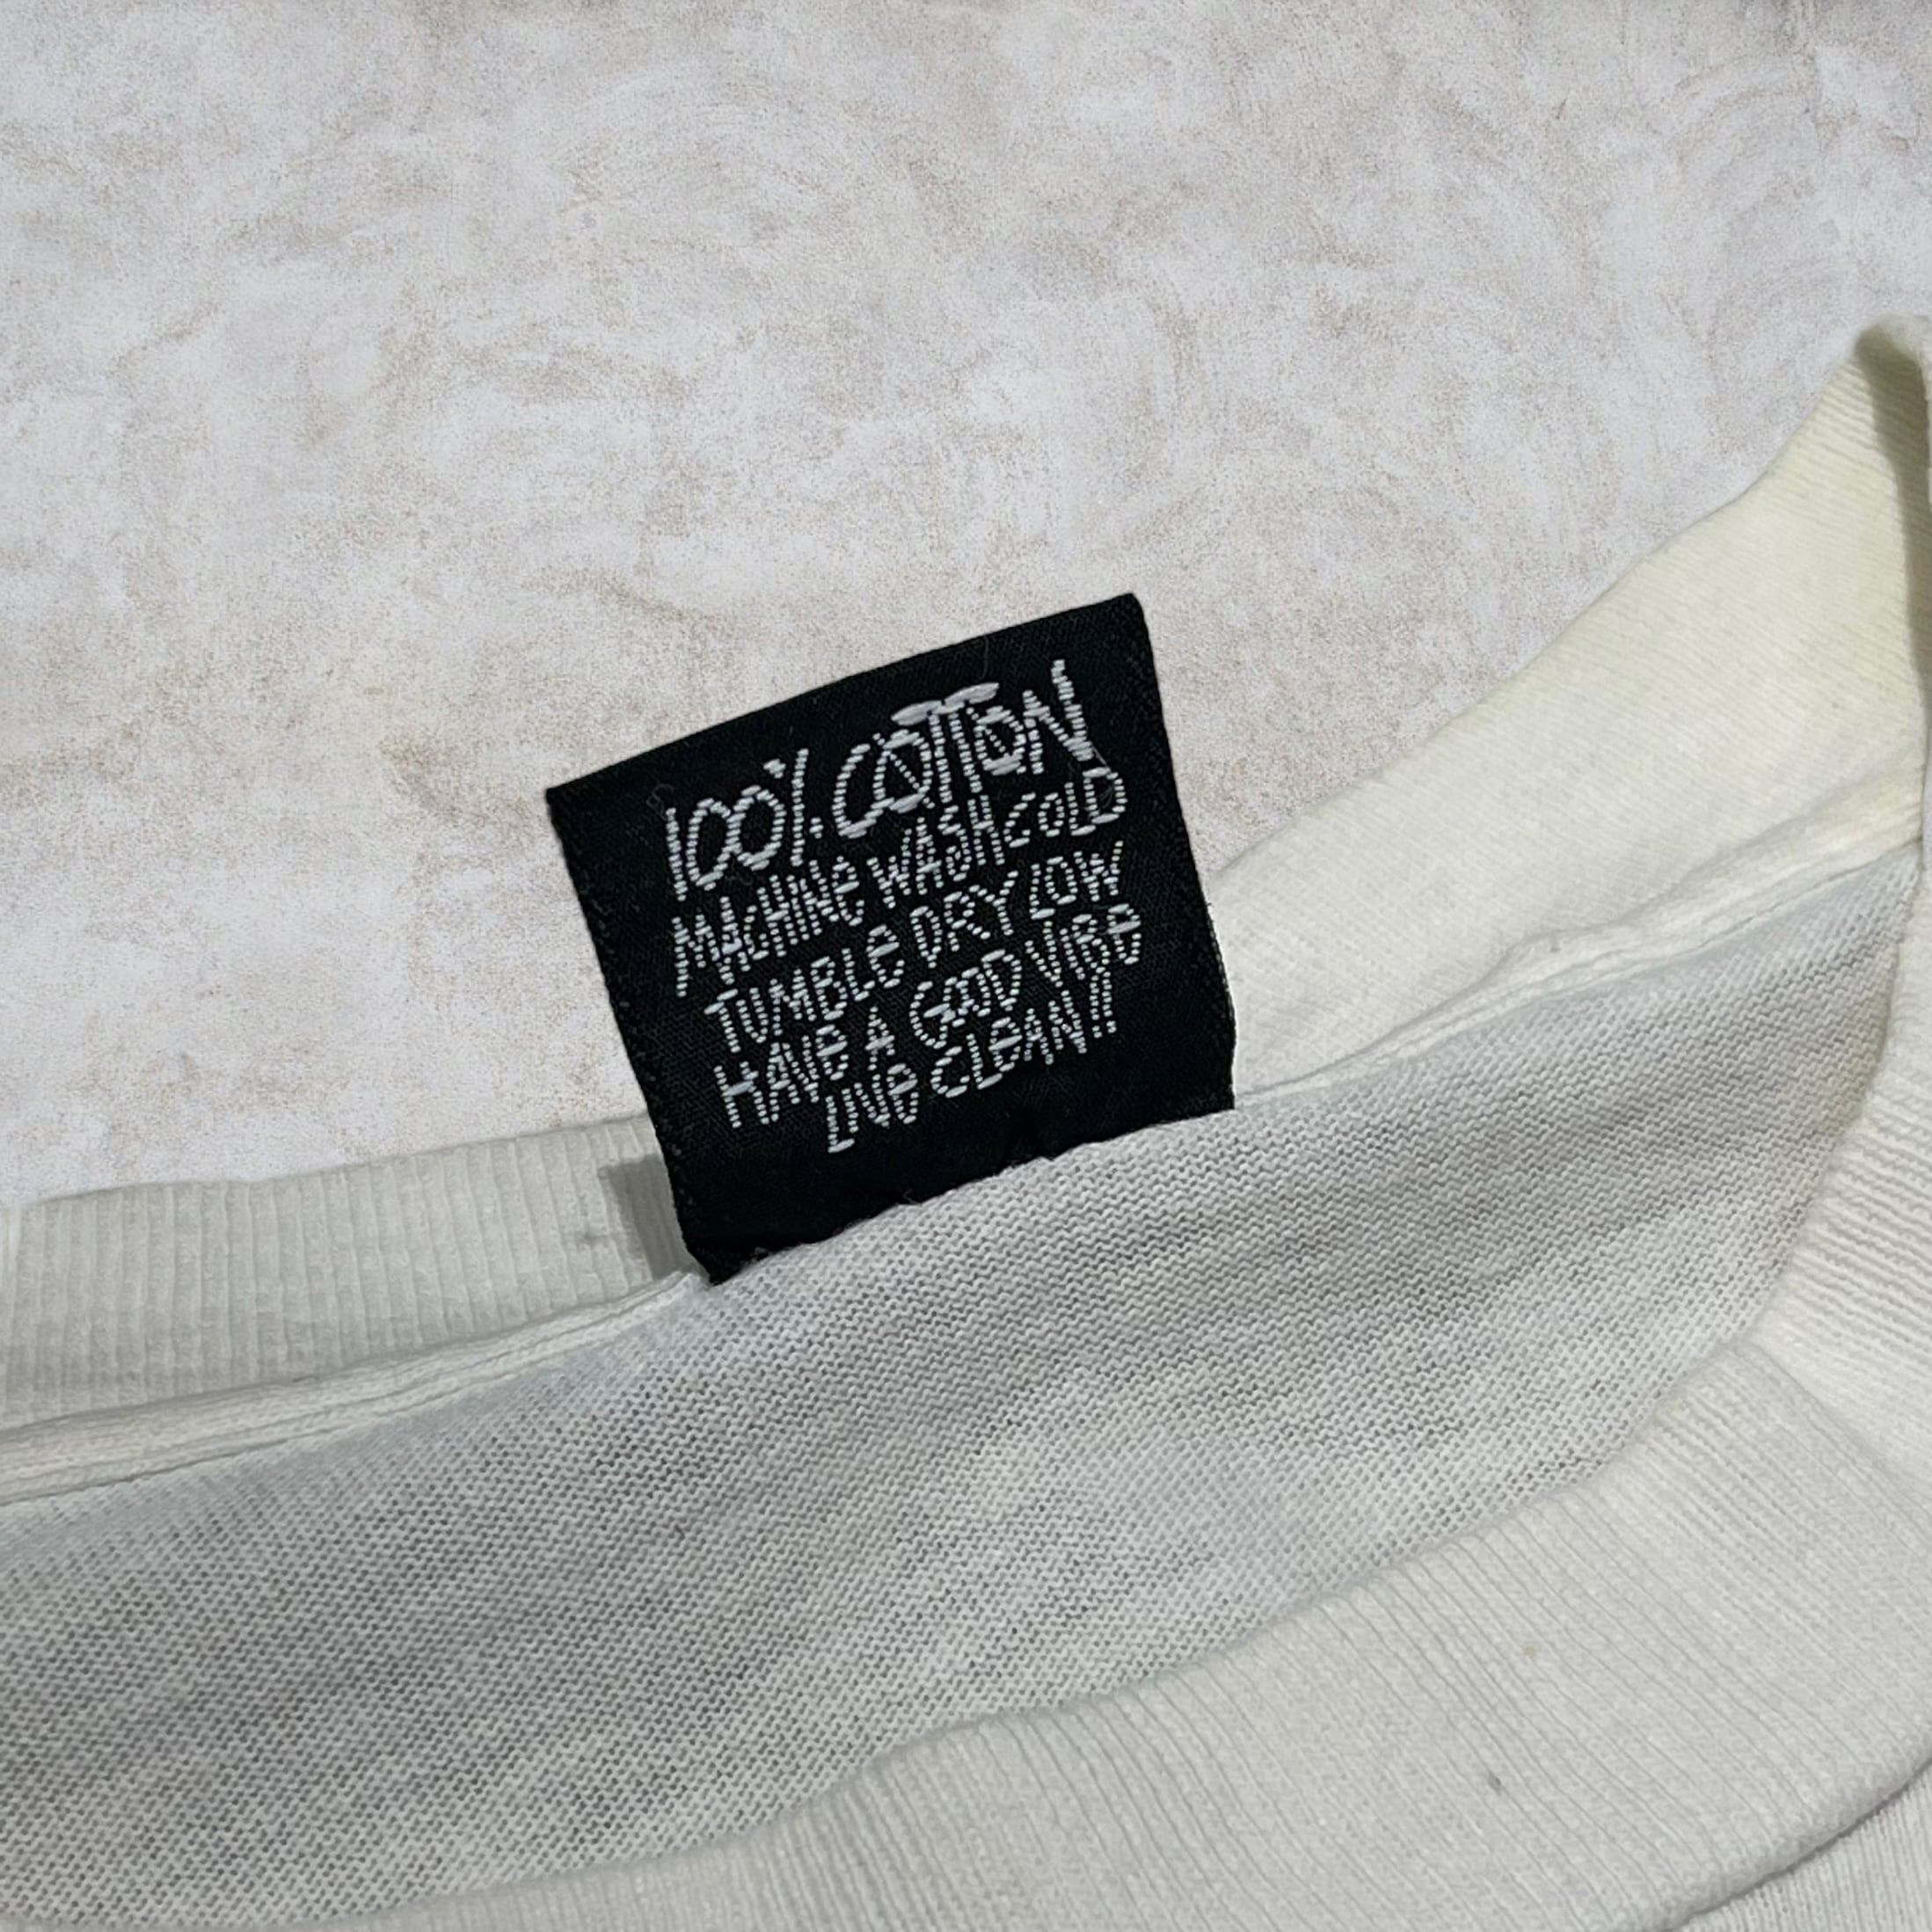 100% COTTON
MACHINE WASH COLD
TUMBLE DRY LOW
HAVE A GOOD VIBE
LIVE CLEAN!!